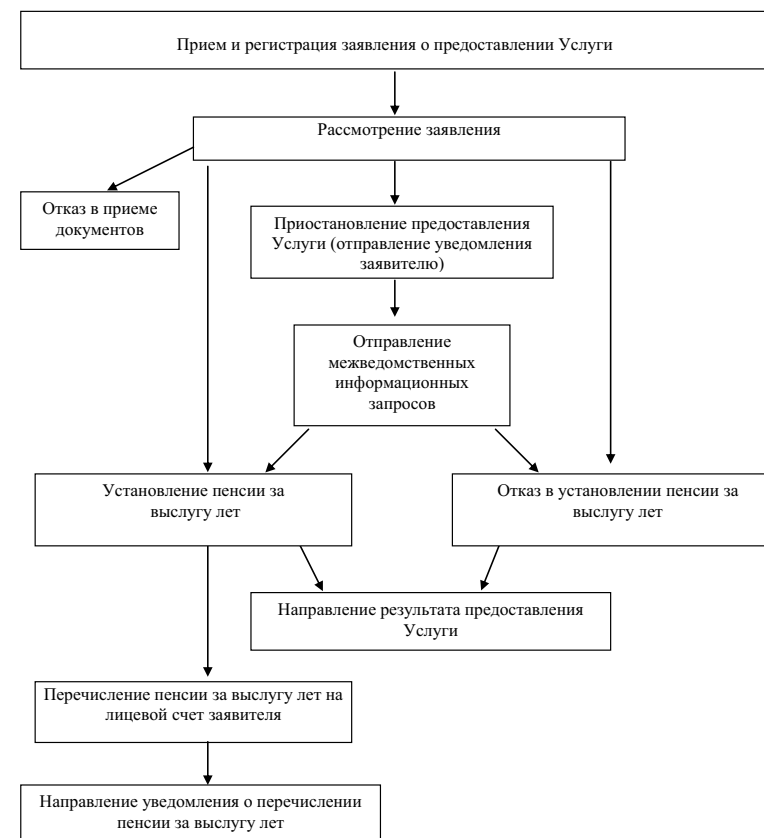 Прием и регистрация заявления о предоставлении Услуги
Рассмотрение заявления
Отказ в приеме
документов
Приостановление предоставления
Услуги (отправление уведомления
заявителю)
Отправление
межведомственных
информационных
запросов
Установление пенсии за
выслугу лет
Отказ в установлении пенсии за
выслугу лет
Направление результата предоставления
Услуги
Перечисление пенсии за выслугу лет на
лицевой счет заявителя
Направление уведомления о перечислении
пенсии за выслугу лет